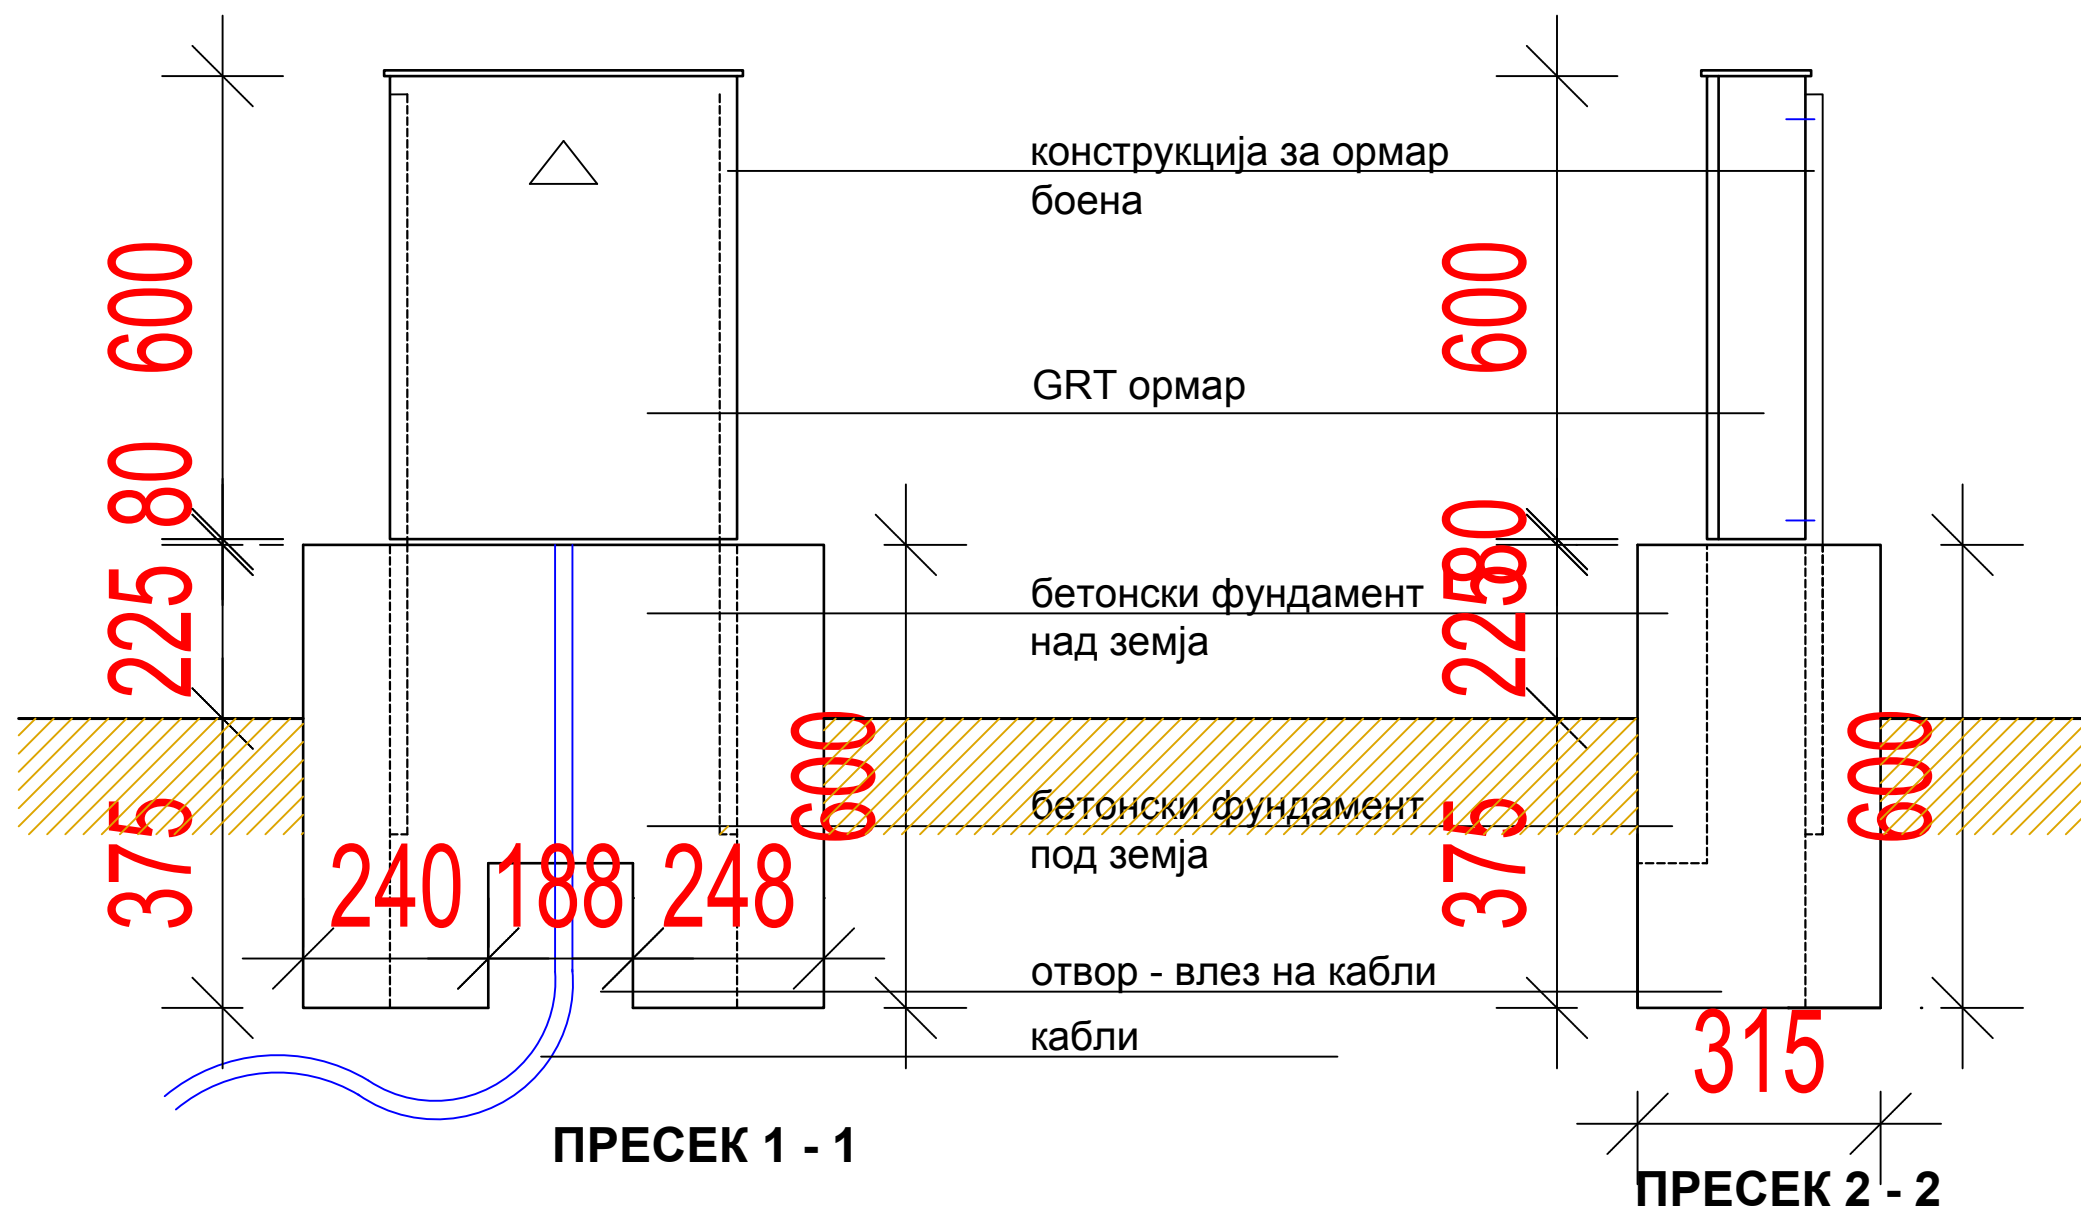 600
80
225
375
240 188 248
600
конструкција за ормар
боена
GRT ормар
бетонски фундамент
над земја
бетонски фундамент
под земја
отвор - влез на кабли
кабли
600
80
225
375
600
315
ПРЕСЕК 1 - 1
ПРЕСЕК 2 - 2